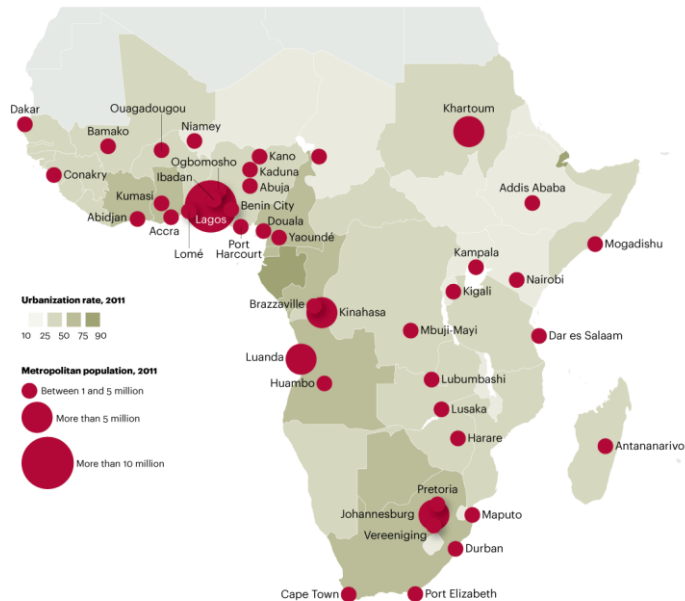 Dakar
Ouagadougou
Niamey
Khartoum
Bamako
Kano
Ogbomosho
Kaduna
Conakry
Ibadan
Abuja
Addis Ababa
Kumasi
Benin City
Lagos
Abidjan
Douala
Accra
Yaoundé
Mogadishu
Lomé
Port
Harcourt
Kampala
Nairobi
Kigali
Urbanization rate, 2011
10 25 50 75 90
Brazzaville
Kinahasa
Mbuji-Mayi
Dar es Salaam
Luanda
Metropolitan population, 2011
Between 1 and 5 million
More than 5 million
More than 10 million
Huambo
Lubumbashi
Lusaka
Harare
Antananarivo
Pretoria
Johannesburg
Maputo
Vereeniging
Durban
Cape Town
Port Elizabeth